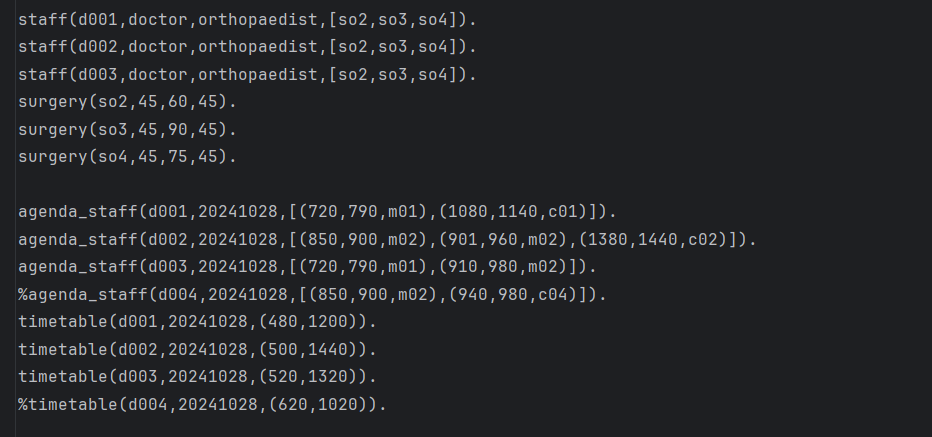 staff(d001,doctor,orthopaedist,[so2,so3,so4]).
staff(d002,doctor,orthopaedist,[so2,so3,so4]).
staff(d003,doctor,orthopaedist,[so2,so3,so4]).
surgery(so2,45,60,45).
surgery(so3,45,90,45).
surgery(so4,45,75,45).

agenda_staff(d001,20241028,[(720,790,m01),(1080,1140,c01)]).
agenda_staff(d002,20241028,[(850,900,m02),(901,960,m02),(1380,1440,c02)]).
agenda_staff(d003,20241028,[(720,790,m01),(910,980,m02)]).
%agenda_staff(d004,20241028,[(850,900,m02),(940,980,c04)]).
timetable(d001,20241028,(480,1200)).
timetable(d002,20241028,(500,1440)).
timetable(d003,20241028,(520,1320)).
%timetable(d004,20241028,(620,1020)).